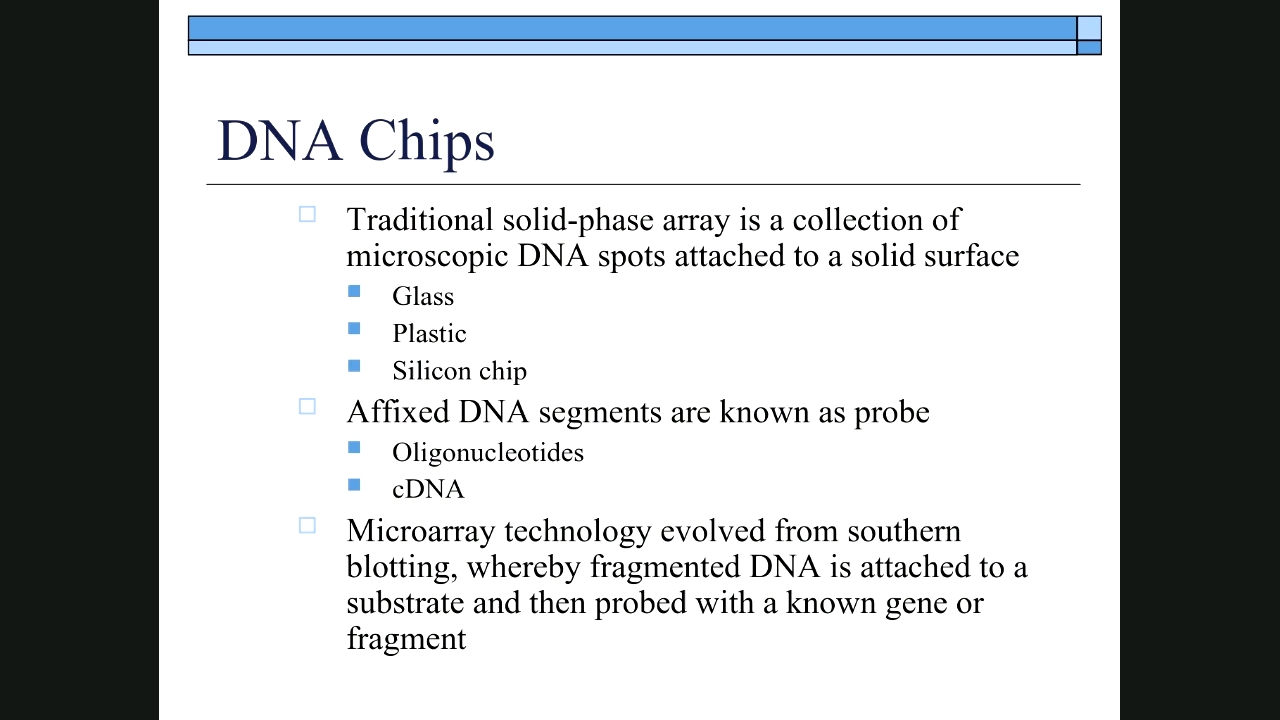 DNA Chips
Traditional solid-phase array is a collection of
microscopic DNA spots attached to a solid surface
Glass
Plastic
Silicon chip
Affixed DNA segments are known as probe
Oligonucleotides
cDNA
Microarray technology evolved from southern
blotting, whereby fragmented DNA is attached to a
substrate and then probed with a known gene or
fragment